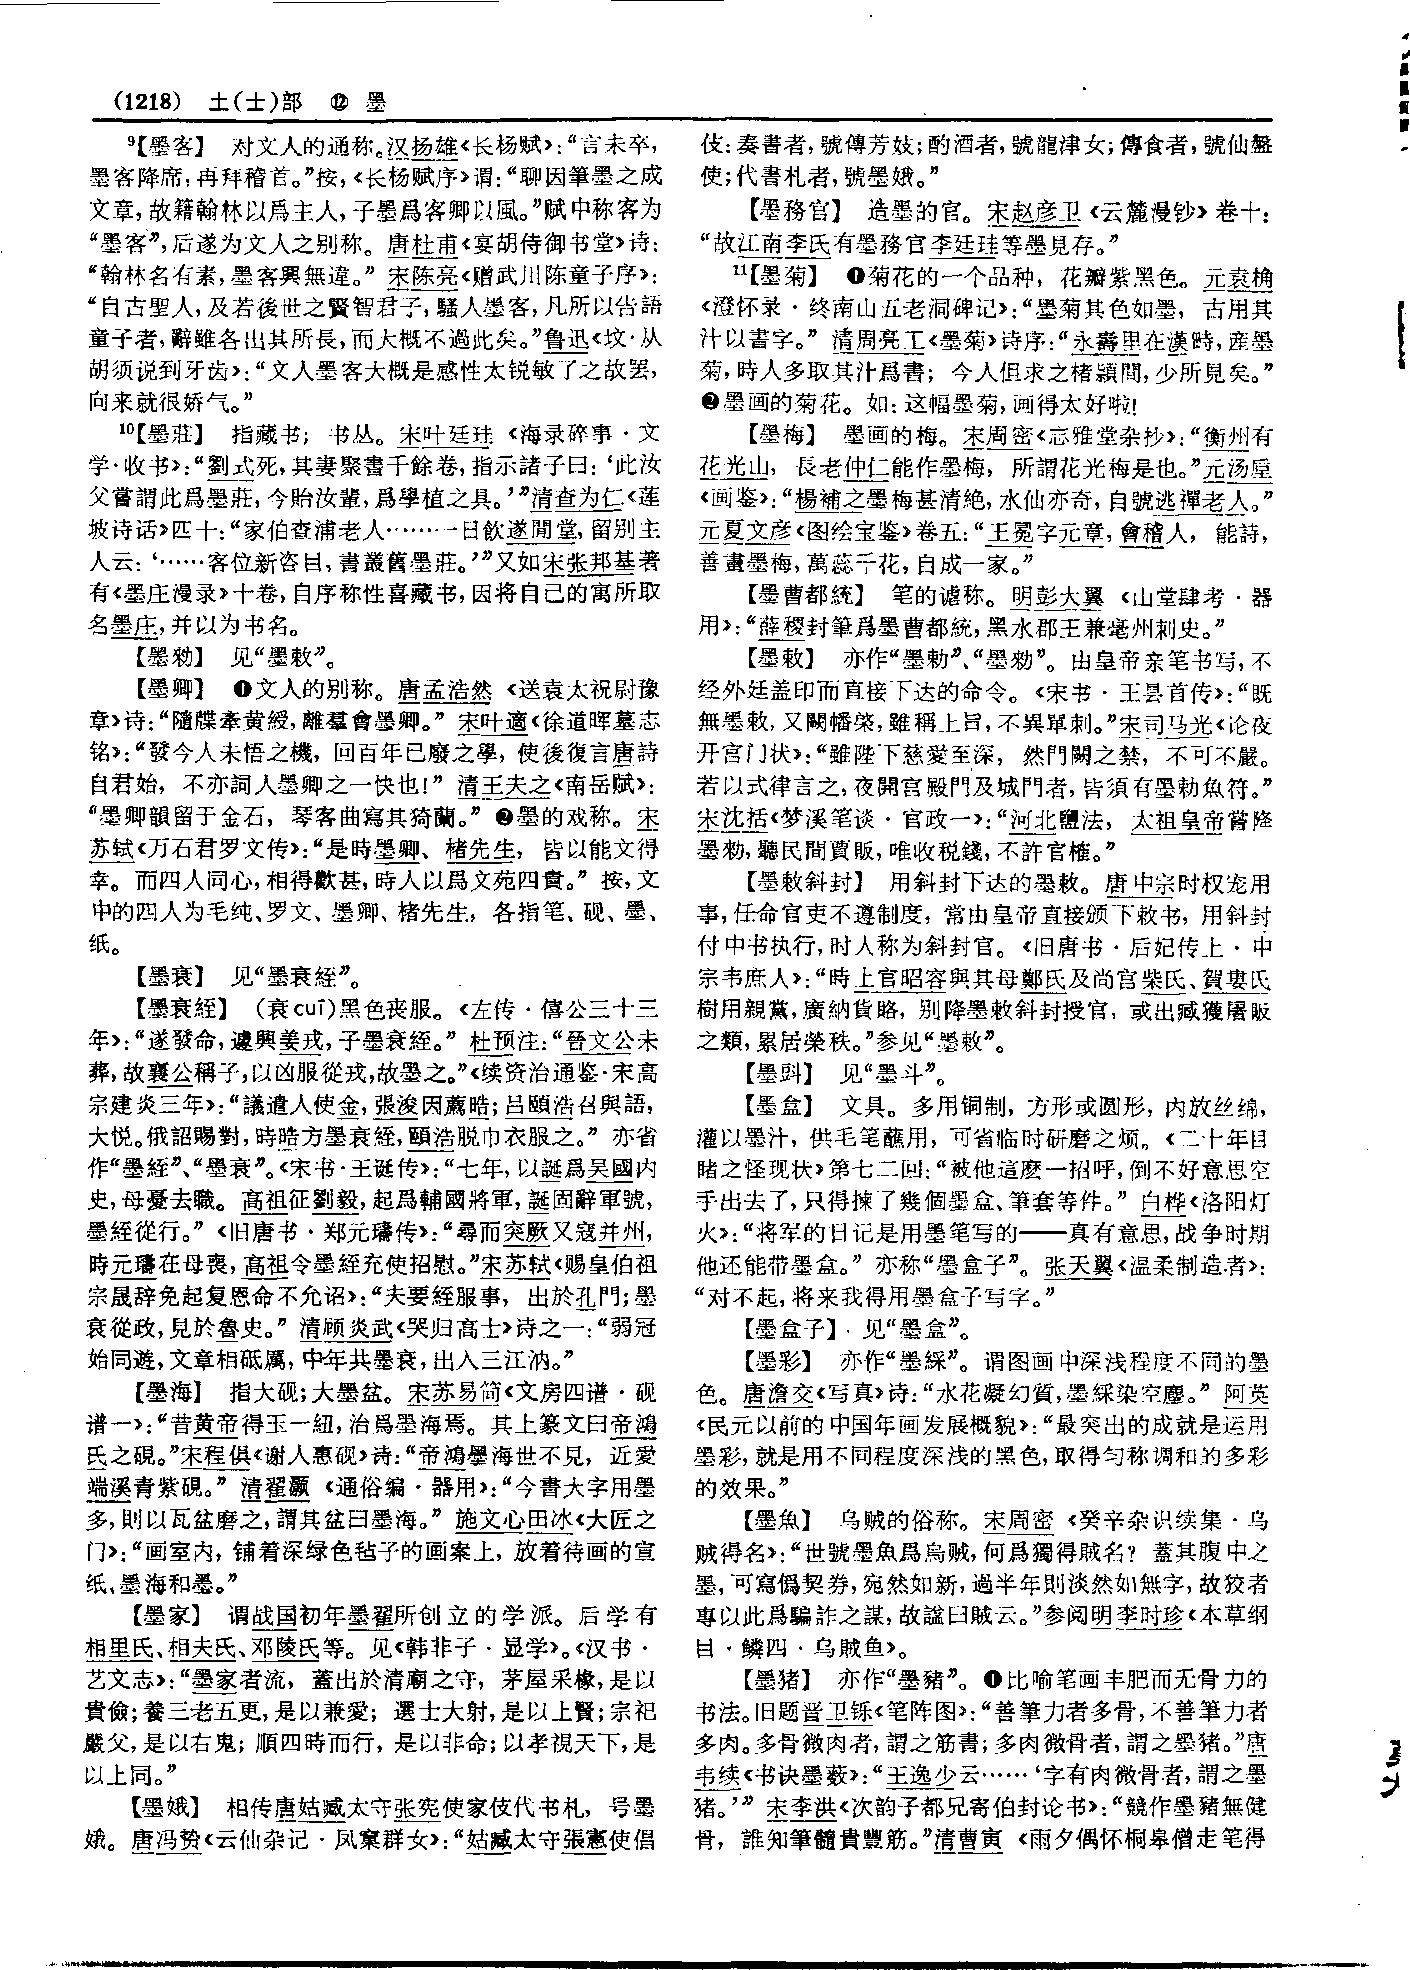 (1218)　土(士)部　⑫　墨
⁹【墨客】　对文人的通称。汉扬雄《长杨赋》：“言未卒，
墨客降席，再拜稽首。”按，《长杨赋序》谓：“聊因筆墨之成
文章，故籍翰林以爲主人，子墨爲客卿以風。”赋中称客为
“墨客”，后遂为文人之别称。唐杜甫《宴胡侍御书堂》诗：
“翰林名有素，墨客興無違。”宋陈亮《赠武川陈童子序》：
“自古聖人，及若後世之賢智君子，騷人墨客，凡所以告語
童子者，辭雖各出其所長，而大概不過此矣。”鲁迅《坟·从
胡须说到牙齿》：“文人墨客大概是感性太锐敏了之故罢，
向来就很娇气。”
¹⁰【墨莊】　指藏书；书丛。宋叶廷珪《海录碎事·文
学·收书》：“劉式死，其妻聚書千餘卷，指示諸子曰：‘此汝
父嘗謂此爲墨莊，今貽汝輩，爲學植之具。’”清查为仁《莲
坡诗话》四十：“家伯查浦老人……一日飲遂閒堂，留别主
人云：‘……客位新咨目，書叢舊墨莊。’”又如宋张邦基著
有《墨庄漫录》十卷，自序称性喜藏书，因将自己的寓所取
名墨庄，并以为书名。
【墨勑】　见“墨敕”。
【墨卿】　❶文人的别称。唐孟浩然《送袁太祝尉豫
章》诗：“隨牒牽黄綬，離羣會墨卿。”宋叶適《徐道晖墓志
铭》：“發今人未悟之機，回百年已廢之學，使後復言唐詩
自君始，不亦詞人墨卿之一快也！”清王夫之《南岳赋》：
“墨卿韻留于金石，琴客曲寫其猗蘭。”❷墨的戏称。宋
苏轼《万石君罗文传》：“是時墨卿、楮先生，皆以能文得
幸。而四人同心，相得歡甚，時人以爲文苑四貴。”按，文
中的四人为毛纯、罗文、墨卿、楮先生，各指笔、砚、墨、
纸。
【墨衰】　见“墨衰絰”。
【墨衰絰】　(衰cuī)黑色丧服。《左传·僖公三十三
年》：“遂發命，遽興姜戎，子墨衰絰。”杜预注：“晉文公未
葬，故襄公稱子，以凶服從戎，故墨之。”《续资治通鉴·宋高
宗建炎三年》：“議遣人使金，張浚因薦晧；吕頤浩召與語，
大悦。俄詔賜對，時晧方墨衰絰，頤浩脱巾衣服之。”亦省
作“墨絰”、“墨衰”。《宋书·王诞传》：“七年，以誕爲吴國内
史，母憂去職。高祖征劉毅，起爲輔國將軍，誕固辭軍號，
墨絰從行。”《旧唐书·郑元璹传》：“尋而突厥又寇并州，
時元璹在母喪，高祖令墨絰充使招慰。”宋苏轼《赐皇伯祖
宗晟辞免起复恩命不允诏》：“夫要絰服事，出於孔門；墨
衰從政，見於魯史。”清顾炎武《哭归高士》诗之一：“弱冠
始同遊，文章相砥厲，中年共墨衰，出入三江汭。”
【墨海】　指大砚；大墨盆。宋苏易简《文房四谱·砚
谱一》：“昔黄帝得玉一紐，治爲墨海焉。其上篆文曰帝鴻
氏之硯。”宋程俱《谢人惠砚》诗：“帝鴻墨海世不見，近愛
端溪青紫硯。”清翟灏《通俗编·器用》：“今書大字用墨
多，則以瓦盆磨之，謂其盆曰墨海。”施文心田冰《大匠之
门》：“画室内，铺着深绿色毡子的画案上，放着待画的宣
纸、墨海和墨。”
【墨家】　谓战国初年墨翟所创立的学派。后学有
相里氏、相夫氏、邓陵氏等。见《韩非子·显学》。《汉书·
艺文志》：“墨家者流，蓋出於清廟之守，茅屋采椽，是以
貴儉；養三老五更，是以兼愛；選士大射，是以上賢；宗祀
嚴父，是以右鬼；順四時而行，是以非命；以孝視天下，是
以上同。”
【墨娥】　相传唐姑臧太守张宪使家伎代书札，号墨
娥。唐冯贽《云仙杂记·凤窠群女》：“姑臧太守張憲使倡
伎：奏書者，號傳芳妓；酌酒者，號龍津女；傳食者，號仙盤
使；代書札者，號墨娥。”
【墨務官】　造墨的官。宋赵彦卫《云麓漫钞》卷十：
“故江南李氏有墨務官李廷珪等墨見存。”
¹¹【墨菊】　❶菊花的一个品种，花瓣紫黑色。元袁桷
《澄怀录·终南山五老洞碑记》：“墨菊其色如墨，古用其
汁以書字。”清周亮工《墨菊》诗序：“永壽里在漢時，産墨
菊，時人多取其汁爲書；今人但求之楮穎間，少所見矣。”
❷墨画的菊花。如：这幅墨菊，画得太好啦！
【墨梅】　墨画的梅。宋周密《志雅堂杂抄》：“衡州有
花光山，長老仲仁能作墨梅，所謂花光梅是也。”元汤垕
《画鉴》：“楊補之墨梅甚清絶，水仙亦奇，自號逃禪老人。”
元夏文彦《图绘宝鉴》卷五：“王冕字元章，會稽人，能詩，
善畫墨梅，萬蕊千花，自成一家。”
【墨曹都統】　笔的谑称。明彭大翼《山堂肆考·器
用》：“薛稷封筆爲墨曹都統，黑水郡王兼亳州刺史。”
【墨敕】　亦作“墨勅”、“墨勑”。由皇帝亲笔书写，不
经外廷盖印而直接下达的命令。《宋书·王昙首传》：“既
無墨敕，又闕幡棨，雖稱上旨，不異單刺。”宋司马光《论夜
开宫门状》：“雖陛下慈愛至深，然門闕之禁，不可不嚴。
若以式律言之，夜開宫殿門及城門者，皆須有墨勅魚符。”
宋沈括《梦溪笔谈·官政一》：“河北鹽法，太祖皇帝嘗降
墨勑，聽民間賈販，唯收税錢，不許官榷。”
【墨敕斜封】　用斜封下达的墨敕。唐中宗时权宠用
事，任命官吏不遵制度，常由皇帝直接颁下敕书，用斜封
付中书执行，时人称为斜封官。《旧唐书·后妃传上·中
宗韦庶人》：“時上官昭容與其母鄭氏及尚宫柴氏、賀婁氏
樹用親黨，廣納貨賂，别降墨敕斜封授官，或出臧獲屠販
之類，累居榮秩。”参见“墨敕”。
【墨㪷】　见“墨斗”。
【墨盒】　文具。多用铜制，方形或圆形，内放丝绵，
灌以墨汁，供毛笔蘸用，可省临时研磨之烦。《二十年目
睹之怪现状》第七二回：“被他這麽一招呼，倒不好意思空
手出去了，只得揀了幾個墨盒、筆套等件。”白桦《洛阳灯
火》：“将军的日记是用墨笔写的——真有意思，战争时期
他还能带墨盒。”亦称“墨盒子”。张天翼《温柔制造者》：
“对不起，将来我得用墨盒子写字。”
【墨盒子】　见“墨盒”。
【墨彩】　亦作“墨綵”。谓图画中深浅程度不同的墨
色。唐澹交《写真》诗：“水花凝幻質，墨綵染空塵。”阿英
《民元以前的中国年画发展概貌》：“最突出的成就是运用
墨彩，就是用不同程度深浅的黑色，取得匀称调和的多彩
的效果。”
【墨魚】　乌贼的俗称。宋周密《癸辛杂识续集·乌
贼得名》：“世號墨魚爲烏贼，何爲獨得賊名？蓋其腹中之
墨，可寫僞契券，宛然如新，過半年則淡然如無字，故狡者
專以此爲騙詐之謀，故諡曰賊云。”参阅明李时珍《本草纲
目·鳞四·乌贼鱼》。
【墨猪】　亦作“墨豬”。❶比喻笔画丰肥而无骨力的
书法。旧题晋卫铄《笔阵图》：“善筆力者多骨，不善筆力者
多肉。多骨微肉者，謂之筋書；多肉微骨者，謂之墨猪。”唐
韦续《书诀墨薮》：“王逸少云……‘字有肉微骨者，謂之墨
猪。’”宋李洪《次韵子都兄寄伯封论书》：“競作墨豬無健
骨，誰知筆髓貴豐筋。”清曹寅《雨夕偶怀桐皋僧走笔得